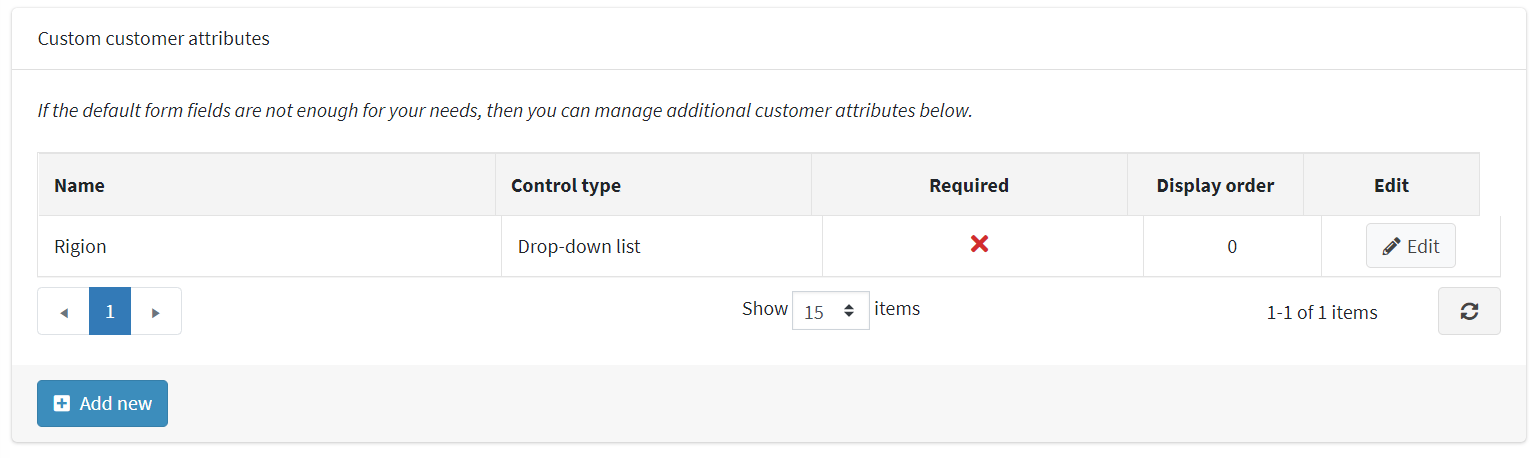 Custom customer attributes
If the default form fields are not enough for your needs, then you can manage additional customer attributes below.
Name Control type Required Display order Edit
Rigion Drop-down list 0 Edit
1 Show 15 items 1-1 of 1 items
Add new